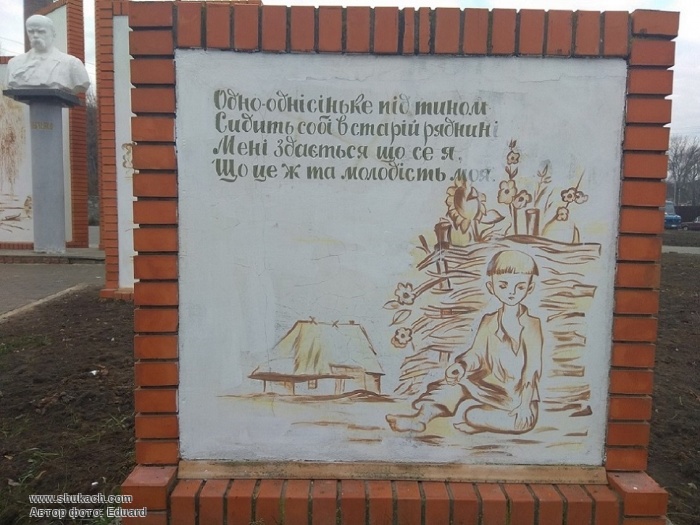 Одно-однісіньке під тином
Сидить собі в старій ряднині
Мені здається що се я,
Що це ж та молодість моя.
www.shukach.com
Автор фото: Eduard